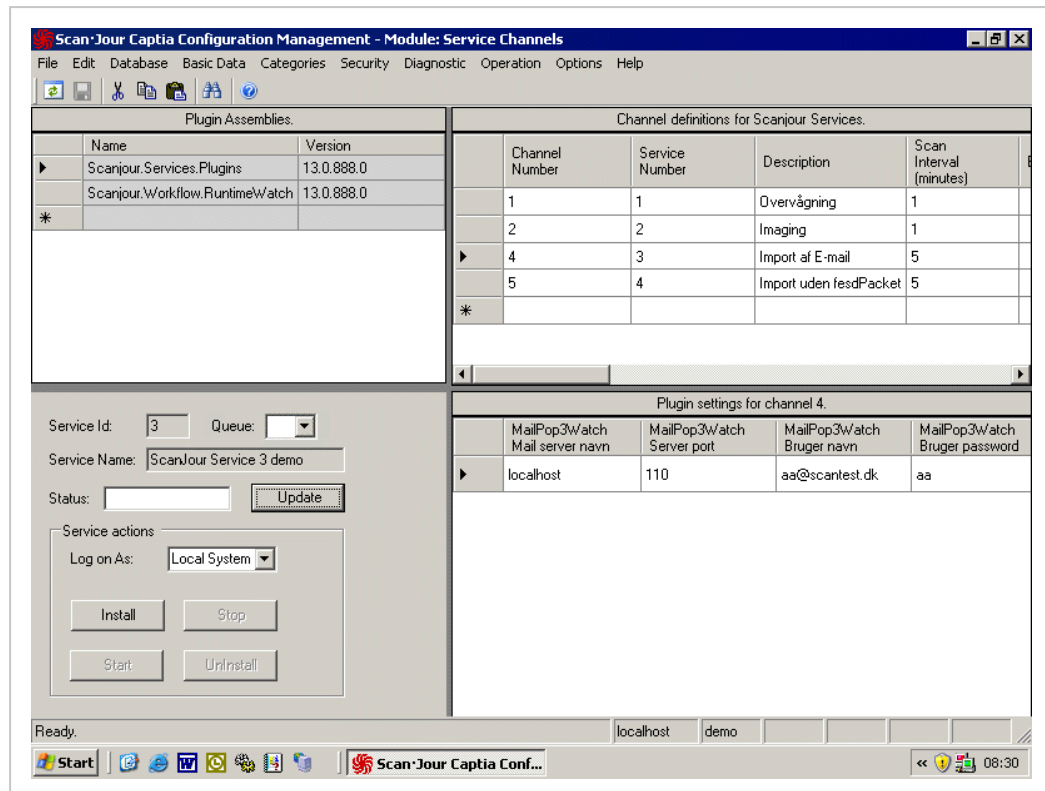 Scan·Jour Captia Configuration Management - Module: Service Channels
File Edit Database Basic Data Categories Security Diagnostic Operation Options Help
Plugin Assemblies.
Name Version
Scanjour.Services.Plugins 13.0.888.0
Scanjour.Workflow.RuntimeWatch 13.0.888.0
Channel definitions for Scanjour Services.
Channel Number Service Number Description Scan Interval (minutes)
1 1 Overvågning 1
2 2 Imaging 1
4 3 Import af E-mail 5
5 4 Import uden fesdPacket 5
Service Id: 3 Queue:
Service Name: ScanJour Service 3 demo
Status: Update
Service actions
Log on As: Local System
Install Stop
Start UnInstall
Plugin settings for channel 4.
MailPop3Watch Mail server navn MailPop3Watch Server port MailPop3Watch Bruger navn MailPop3Watch Bruger password
localhost 110 aa@scantest.dk aa
Ready. localhost demo
Start Scan·Jour Captia Conf... 08:30